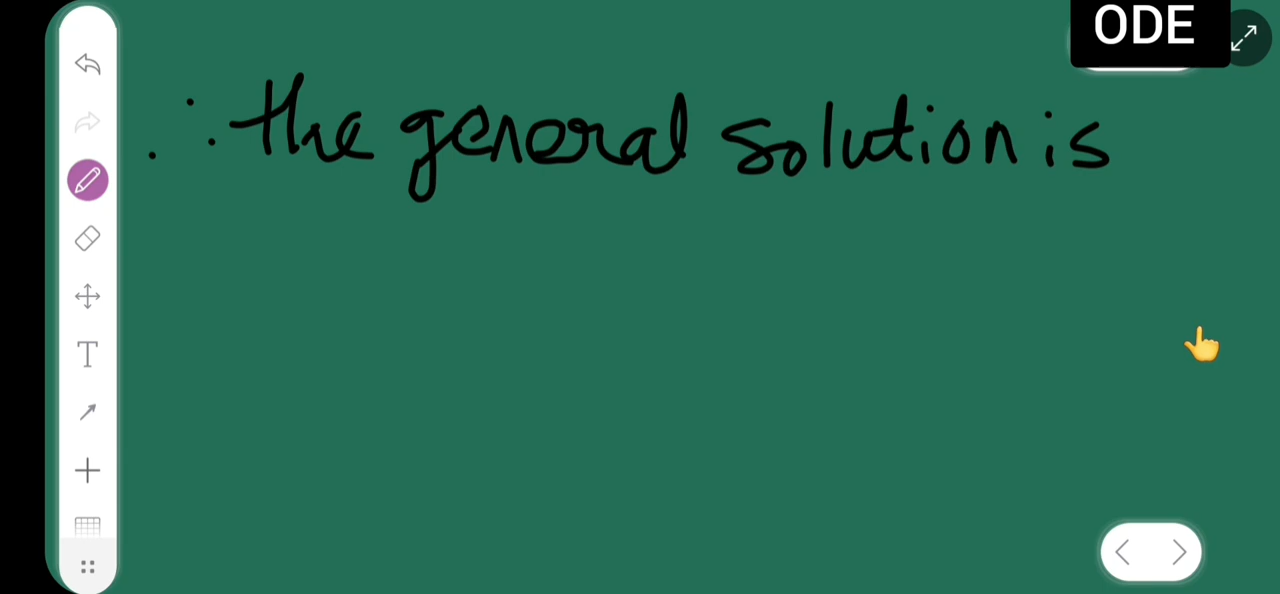 ODE
∴ the general solution is
T